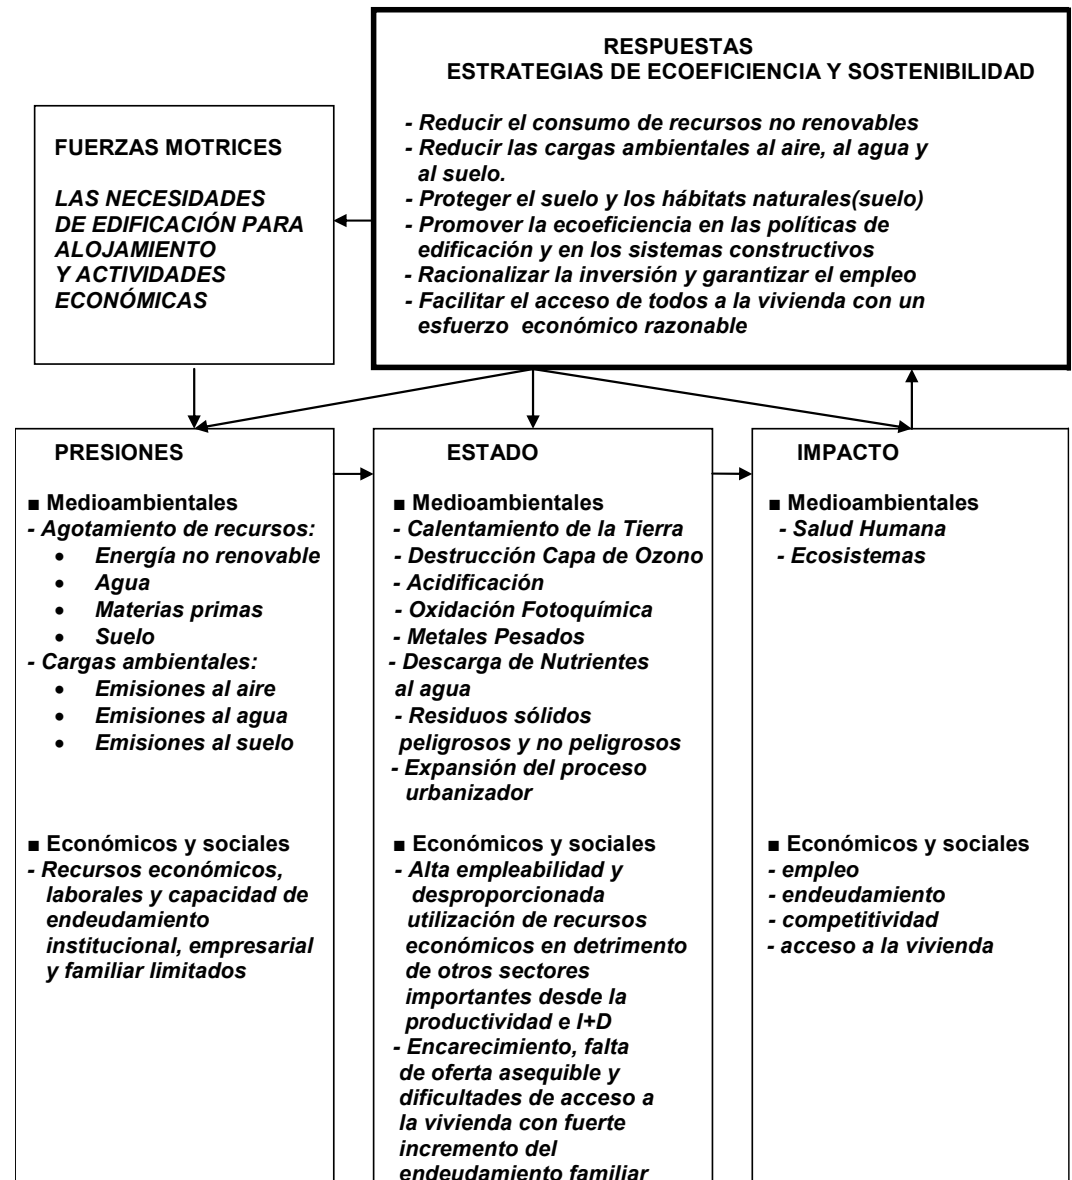 RESPUESTAS
ESTRATEGIAS DE ECOEFICIENCIA Y SOSTENIBILIDAD
- Reducir el consumo de recursos no renovables
- Reducir las cargas ambientales al aire, al agua y
al suelo.
- Proteger el suelo y los hábitats naturales(suelo)
- Promover la ecoeficiencia en las políticas de
edificación y en los sistemas constructivos
- Racionalizar la inversión y garantizar el empleo
- Facilitar el acceso de todos a la vivienda con un
esfuerzo económico razonable
FUERZAS MOTRICES
LAS NECESIDADES
DE EDIFICACIÓN PARA
ALOJAMIENTO
Y ACTIVIDADES
ECONÓMICAS
PRESIONES
■ Medioambientales
- Agotamiento de recursos:
• Energía no renovable
• Agua
• Materias primas
• Suelo
- Cargas ambientales:
• Emisiones al aire
• Emisiones al agua
• Emisiones al suelo
■ Económicos y sociales
- Recursos económicos,
laborales y capacidad de
endeudamiento
institucional, empresarial
y familiar limitados
ESTADO
■ Medioambientales
- Calentamiento de la Tierra
- Destrucción Capa de Ozono
- Acidificación
- Oxidación Fotoquímica
- Metales Pesados
- Descarga de Nutrientes
al agua
- Residuos sólidos
peligrosos y no peligrosos
- Expansión del proceso
urbanizador
■ Económicos y sociales
- Alta empleabilidad y
desproporcionada
utilización de recursos
económicos en detrimento
de otros sectores
importantes desde la
productividad e I+D
- Encarecimiento, falta
de oferta asequible y
dificultades de acceso a
la vivienda con fuerte
incremento del
endeudamiento familiar
IMPACTO
■ Medioambientales
- Salud Humana
- Ecosistemas
■ Económicos y sociales
- empleo
- endeudamiento
- competitividad
- acceso a la vivienda